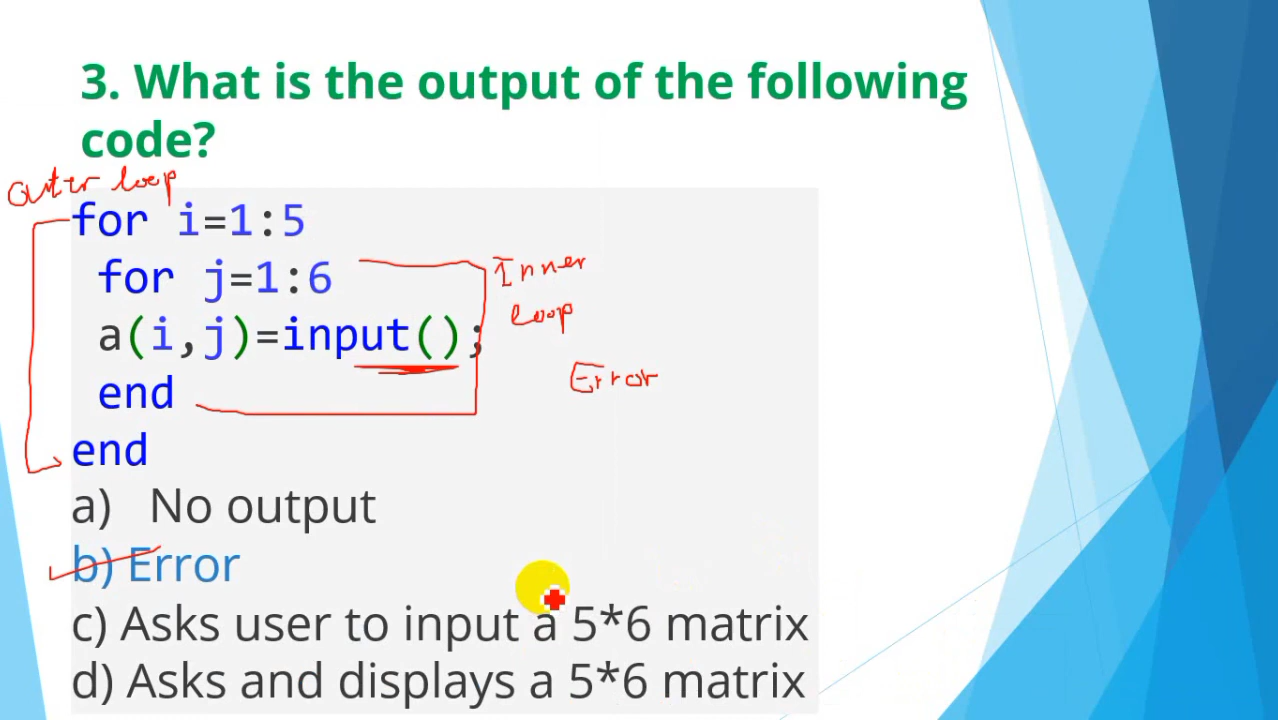 3. What is the output of the following
code?
outer loop
for i=1:5
for j=1:6
Inner
loop
a(i,j)=input();
Error
end
end
a) No output
b) Error
c) Asks user to input a 5*6 matrix
d) Asks and displays a 5*6 matrix